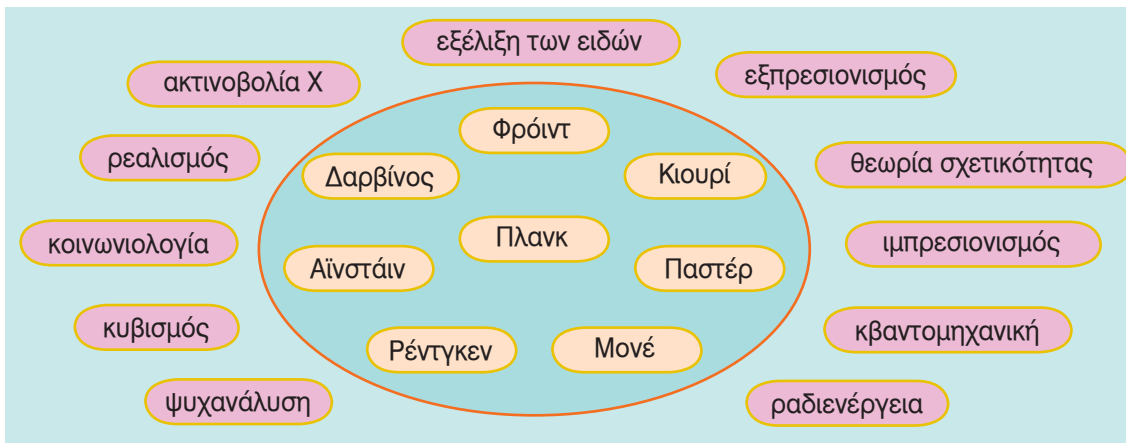 εξέλιξη των ειδών
ακτινοβολία Χ
εξπρεσιονισμός
Φρόιντ
ρεαλισμός
Δαρβίνος
Κιουρί
θεωρία σχετικότητας
κοινωνιολογία
Πλανκ
ιμπρεσιονισμός
Αϊνστάιν
Παστέρ
κυβισμός
κβαντομηχανική
Ρέντγκεν
Μονέ
ψυχανάλυση
ραδιενέργεια